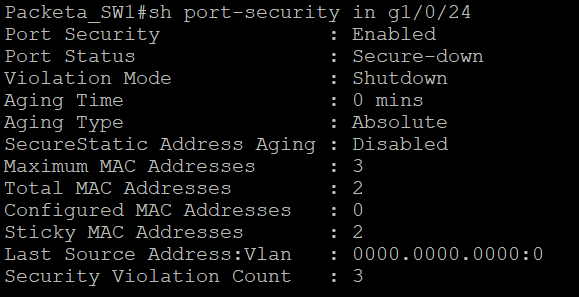 Packeta_SW1#sh port-security in g1/0/24
Port Security              : Enabled
Port Status                : Secure-down
Violation Mode             : Shutdown
Aging Time                 : 0 mins
Aging Type                 : Absolute
SecureStatic Address Aging : Disabled
Maximum MAC Addresses      : 3
Total MAC Addresses        : 2
Configured MAC Addresses   : 0
Sticky MAC Addresses       : 2
Last Source Address:Vlan   : 0000.0000.0000:0
Security Violation Count   : 3